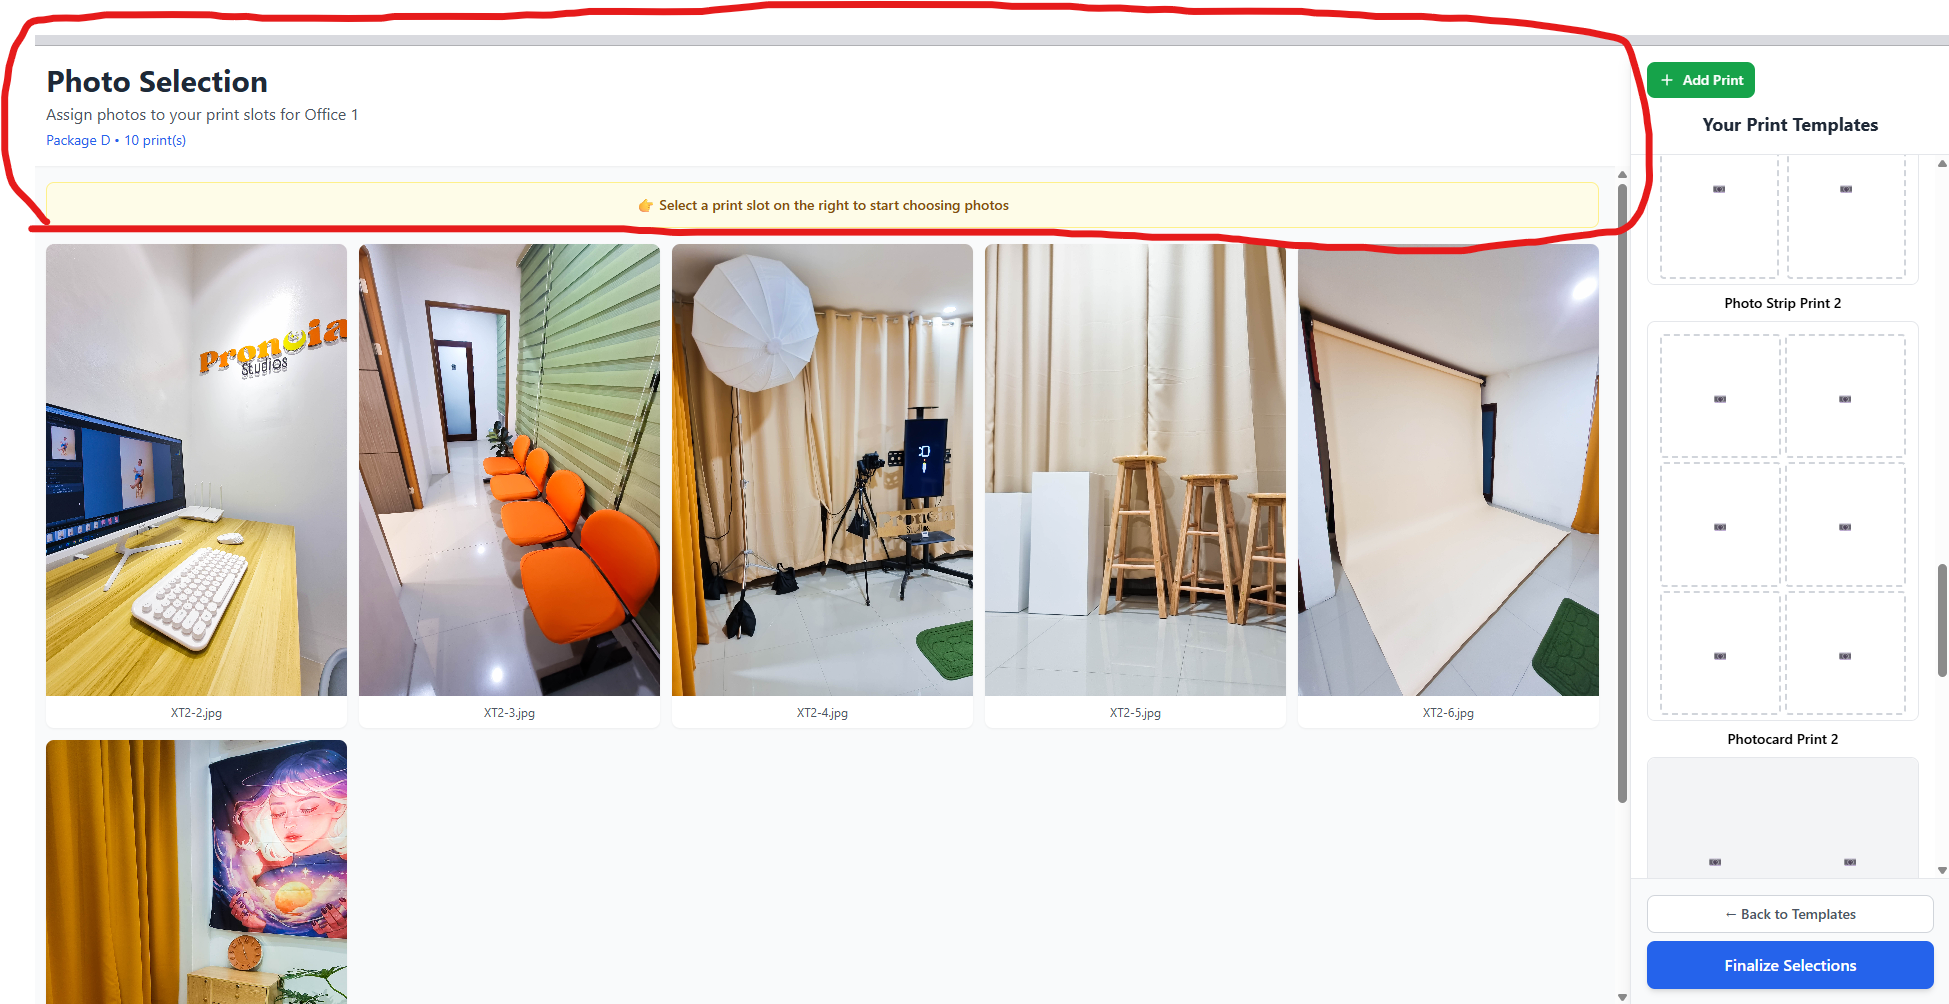 Photo Selection
Assign photos to your print slots for Office 1
Package D • 10 print(s)
👉 Select a print slot on the right to start choosing photos
Pronoia
Studios
XT2-2.jpg
XT2-3.jpg
XT2-4.jpg
XT2-5.jpg
XT2-6.jpg
+ Add Print
Your Print Templates
Photo Strip Print 2
Photocard Print 2
← Back to Templates
Finalize Selections